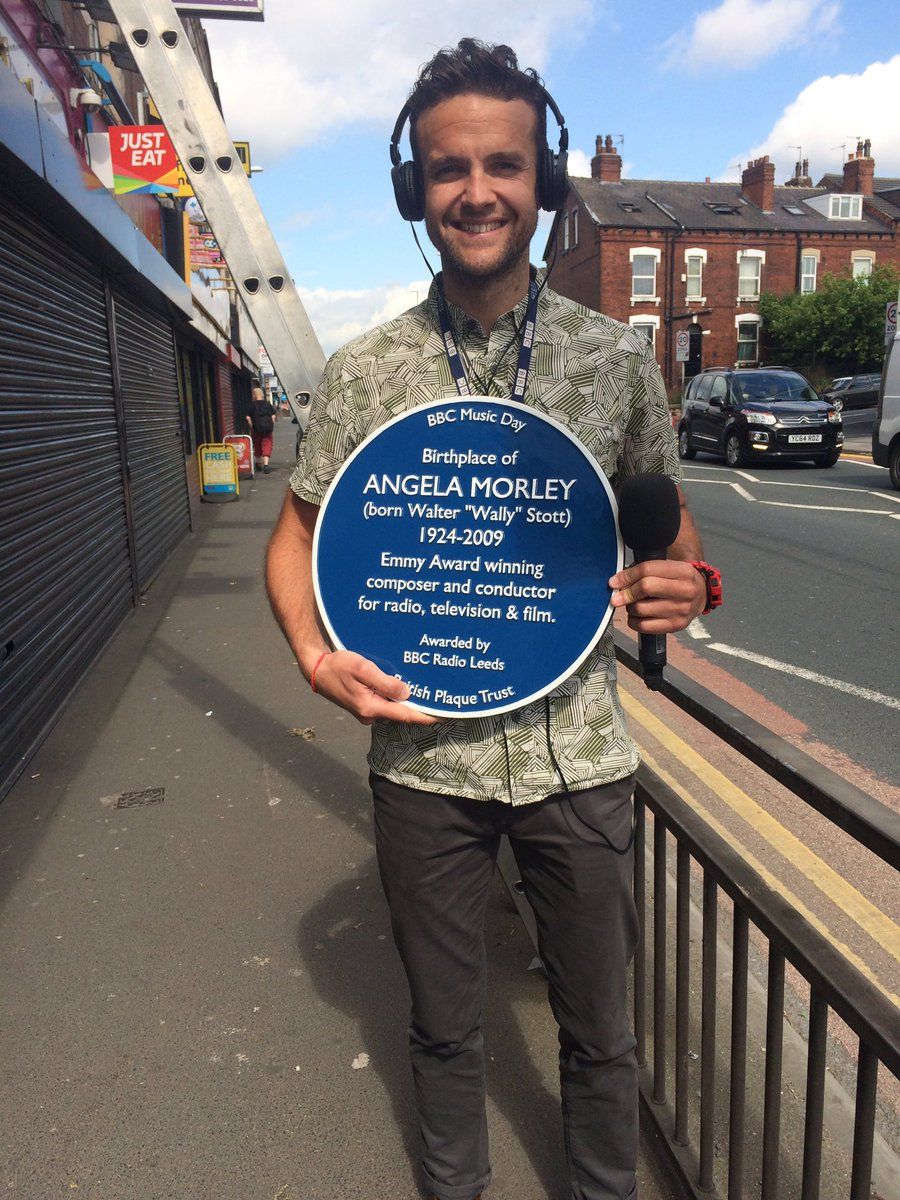 JUST
EAT
BBC Music Day
Birthplace of
ANGELA MORLEY
(born Walter "Wally" Stott)
1924-2009
Emmy Award winning
composer and conductor
for radio, television & film.
Awarded by
BBC Radio Leeds
British Plaque Trust
FREE
YC64 RDZ